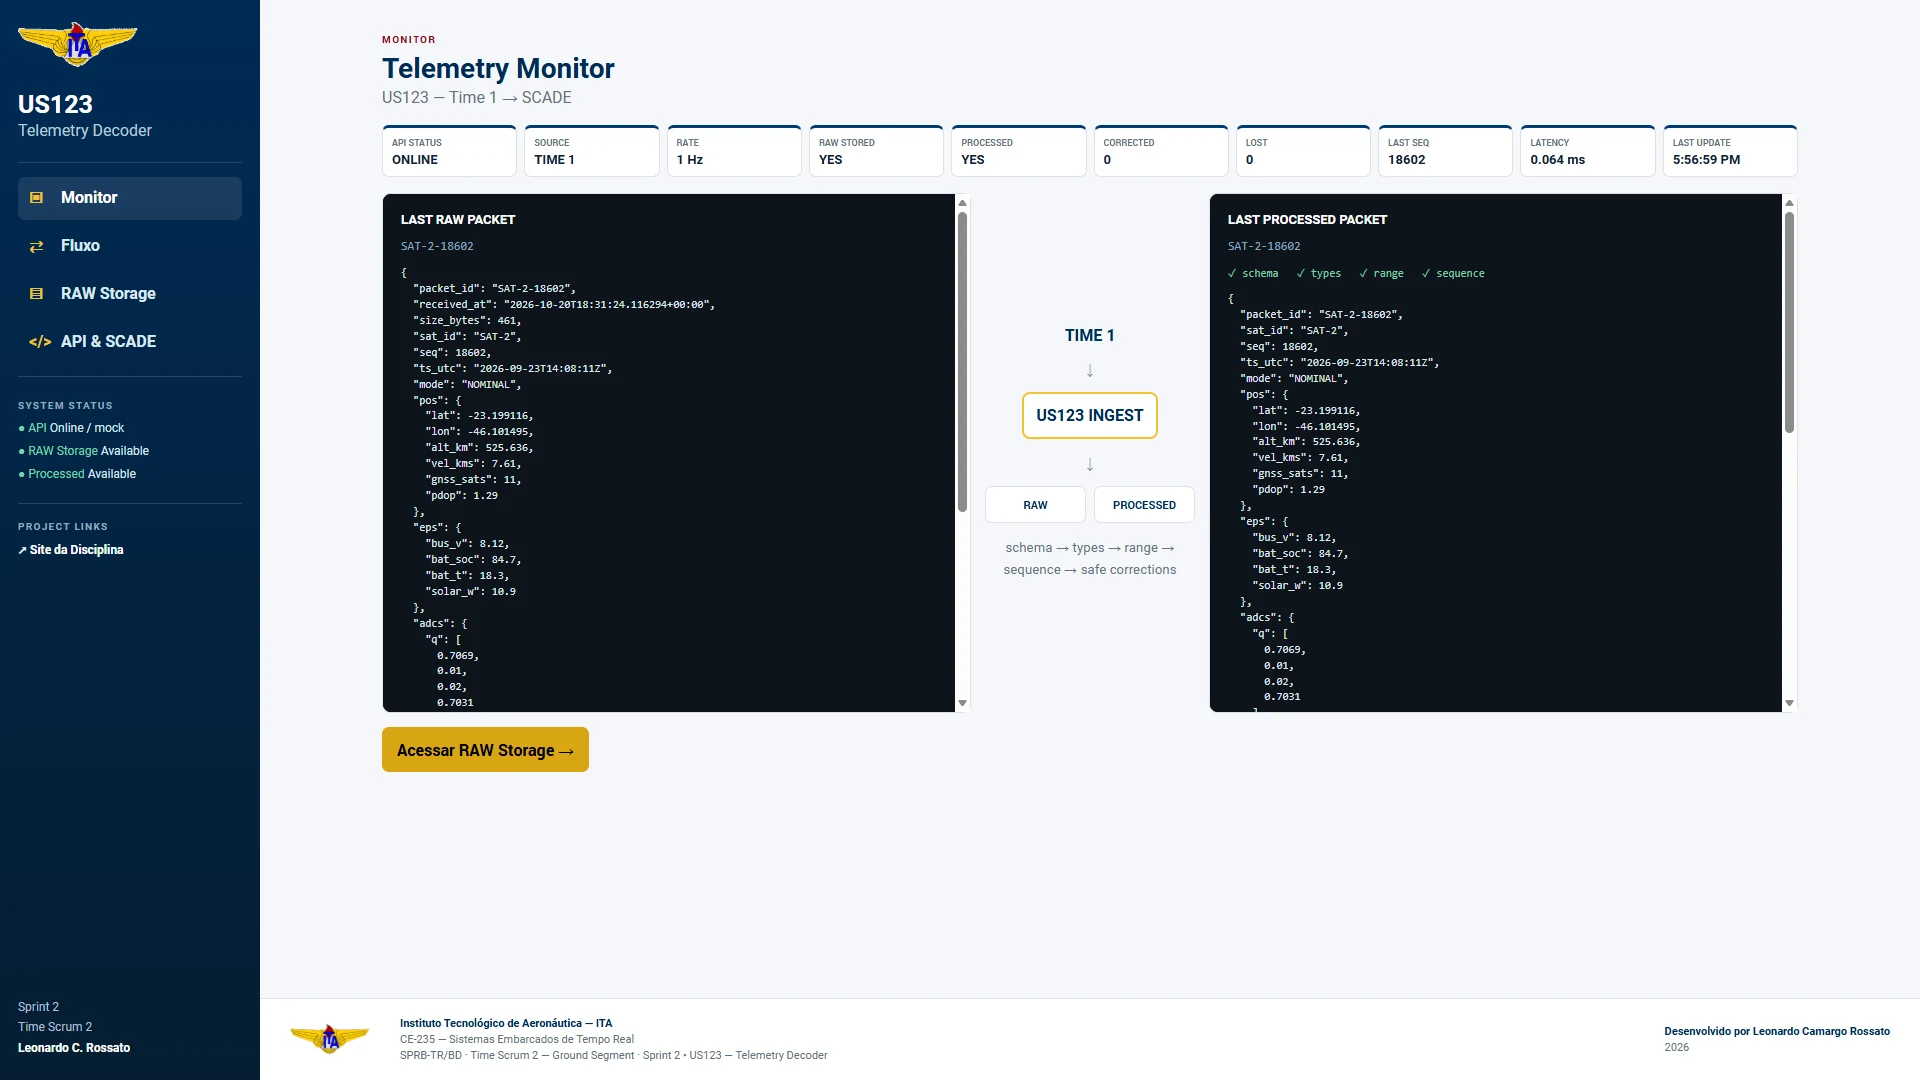 ITA
US123
Telemetry Decoder
Monitor
Fluxo
RAW Storage
</> API & SCADE
SYSTEM STATUS
● API Online / mock
● RAW Storage Available
● Processed Available
PROJECT LINKS
↗ Site da Disciplina
Sprint 2
Time Scrum 2
Leonardo C. Rossato
MONITOR
Telemetry Monitor
US123 — Time 1 → SCADE
API STATUS
ONLINE
SOURCE
TIME 1
RATE
1 Hz
RAW STORED
YES
PROCESSED
YES
CORRECTED
0
LOST
0
LAST SEQ
18602
LATENCY
0.064 ms
LAST UPDATE
5:56:59 PM
LAST RAW PACKET
SAT-2-18602
{
"packet_id": "SAT-2-18602",
"received_at": "2026-10-20T18:31:24.116294+00:00",
"size_bytes": 461,
"sat_id": "SAT-2",
"seq": 18602,
"ts_utc": "2026-09-23T14:08:11Z",
"mode": "NOMINAL",
"pos": {
"lat": -23.199116,
"lon": -46.101495,
"alt_km": 525.636,
"vel_kms": 7.61,
"gnss_sats": 11,
"pdop": 1.29
},
"eps": {
"bus_v": 8.12,
"bat_soc": 84.7,
"bat_t": 18.3,
"solar_w": 10.9
},
"adcs": {
"q": [
0.7069,
0.01,
0.02,
0.7031
TIME 1
↓
US123 INGEST
↓
RAW
PROCESSED
schema → types → range →
sequence → safe corrections
LAST PROCESSED PACKET
SAT-2-18602
✓ schema ✓ types ✓ range ✓ sequence
{
"packet_id": "SAT-2-18602",
"sat_id": "SAT-2",
"seq": 18602,
"ts_utc": "2026-09-23T14:08:11Z",
"mode": "NOMINAL",
"pos": {
"lat": -23.199116,
"lon": -46.101495,
"alt_km": 525.636,
"vel_kms": 7.61,
"gnss_sats": 11,
"pdop": 1.29
},
"eps": {
"bus_v": 8.12,
"bat_soc": 84.7,
"bat_t": 18.3,
"solar_w": 10.9
},
"adcs": {
"q": [
0.7069,
0.01,
0.02,
0.7031
]
Acessar RAW Storage →
ITA
Instituto Tecnológico de Aeronáutica — ITA
CE-235 — Sistemas Embarcados de Tempo Real
SPRB-TR/BD · Time Scrum 2 — Ground Segment · Sprint 2 • US123 — Telemetry Decoder
Desenvolvido por Leonardo Camargo Rossato
2026